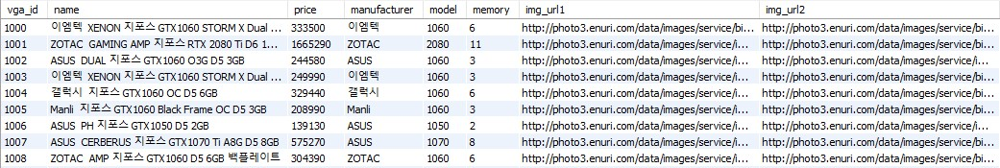 vga_id name price manufacturer model memory img_url1 img_url2
1000 이엠텍 XENON 지포스 GTX1060 STORM X Dual ... 333500 이엠텍 1060 6 http://photo3.enuri.com/data/images/service/bi... http://photo3.enuri.com/data/images/service/bi...
1001 ZOTAC GAMING AMP 지포스 RTX 2080 Ti D6 1... 1665290 ZOTAC 2080 11 http://photo3.enuri.com/data/images/service/bi... http://photo3.enuri.com/data/images/service/bi...
1002 ASUS DUAL 지포스 GTX1060 O3G D5 3GB 244580 ASUS 1060 3 http://photo3.enuri.com/data/images/service/i... http://photo3.enuri.com/data/images/service/bi...
1003 이엠텍 XENON 지포스 GTX1060 STORM X Dual ... 249990 이엠텍 1060 3 http://photo3.enuri.com/data/images/service/bi... http://photo3.enuri.com/data/images/service/bi...
1004 갤럭시 지포스 GTX1060 OC D5 6GB 329440 갤럭시 1060 6 http://photo3.enuri.com/data/images/service/i... http://photo3.enuri.com/data/images/service/bi...
1005 Manli 지포스 GTX1060 Black Frame OC D5 3GB 208990 Manli 1060 3 http://photo3.enuri.com/data/images/service/bi... http://photo3.enuri.com/data/images/service/bi...
1006 ASUS PH 지포스 GTX1050 D5 2GB 139130 ASUS 1050 2 http://photo3.enuri.com/data/images/service/bi... http://photo3.enuri.com/data/images/service/i...
1007 ASUS CERBERUS 지포스 GTX1070 Ti A8G D5 8GB 575270 ASUS 1070 8 http://photo3.enuri.com/data/images/service/i... http://photo3.enuri.com/data/images/service/bi...
1008 ZOTAC AMP 지포스 GTX1060 D5 6GB 백플레이트 304390 ZOTAC 1060 6 http://photo3.enuri.com/data/images/service/i... http://photo3.enuri.com/data/images/service/bi...